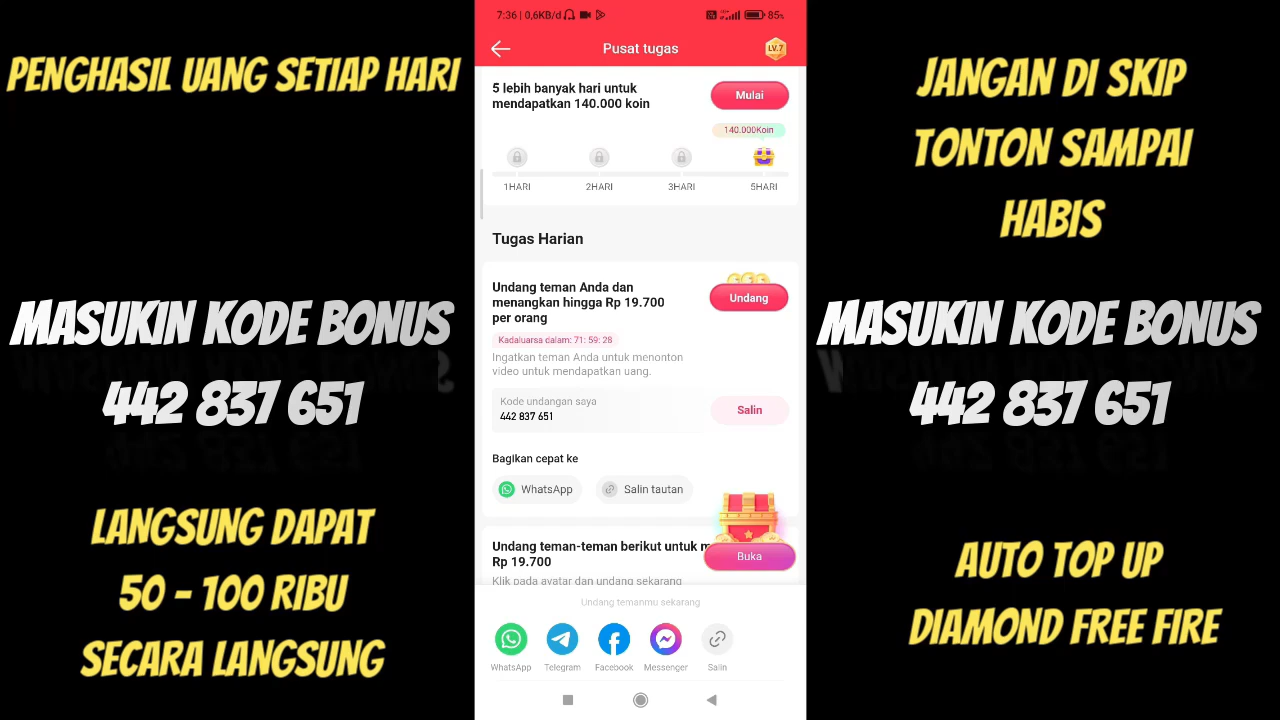 PENGHASIL UANG SETIAP HARI
MASUKIN KODE BONUS
442 837 651
LANGSUNG DAPAT
50 - 100 RIBU
SECARA LANGSUNG
7:36 | 0,6KB/d
85%
Pusat tugas
LV.7
5 lebih banyak hari untuk
mendapatkan 140.000 koin
Mulai
140.000Koin
1HARI
2HARI
3HARI
5HARI
Tugas Harian
Undang teman Anda dan
menangkan hingga Rp 19.700
per orang
Undang
Kadaluarsa dalam: 71: 59: 28
Ingatkan teman Anda untuk menonton
video untuk mendapatkan uang.
Kode undangan saya
442 837 651
Salin
Bagikan cepat ke
WhatsApp
Salin tautan
Undang teman-teman berikut untuk m
Rp 19.700
Buka
Klik pada avatar dan undang sekarang
Undang temanmu sekarang
WhatsApp
Telegram
Facebook
Messenger
Salin
JANGAN DI SKIP
TONTON SAMPAI
HABIS
MASUKIN KODE BONUS
442 837 651
AUTO TOP UP
DIAMOND FREE FIRE